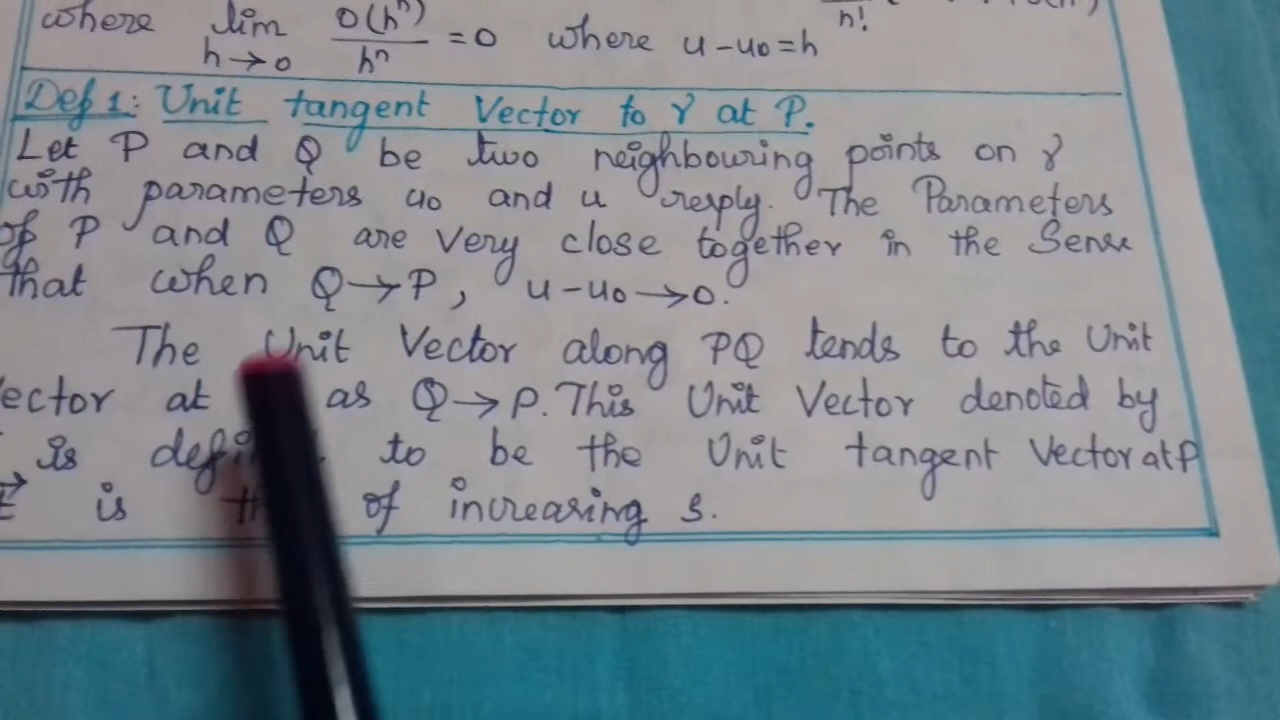 where lim O(hⁿ)/hⁿ = 0 where u-u₀=h n!
h→0
Def 1: Unit tangent Vector to γ at P.
Let P and Q be two neighbouring points on γ
with parameters u₀ and u resply. The Parameters
of P and Q are very close together in the Sense
that when Q→P, u-u₀→0.
The Unit Vector along PQ tends to the Unit
ector at as Q→P. This Unit Vector denoted by
is to be the Unit tangent Vector at P
is of increasing s.